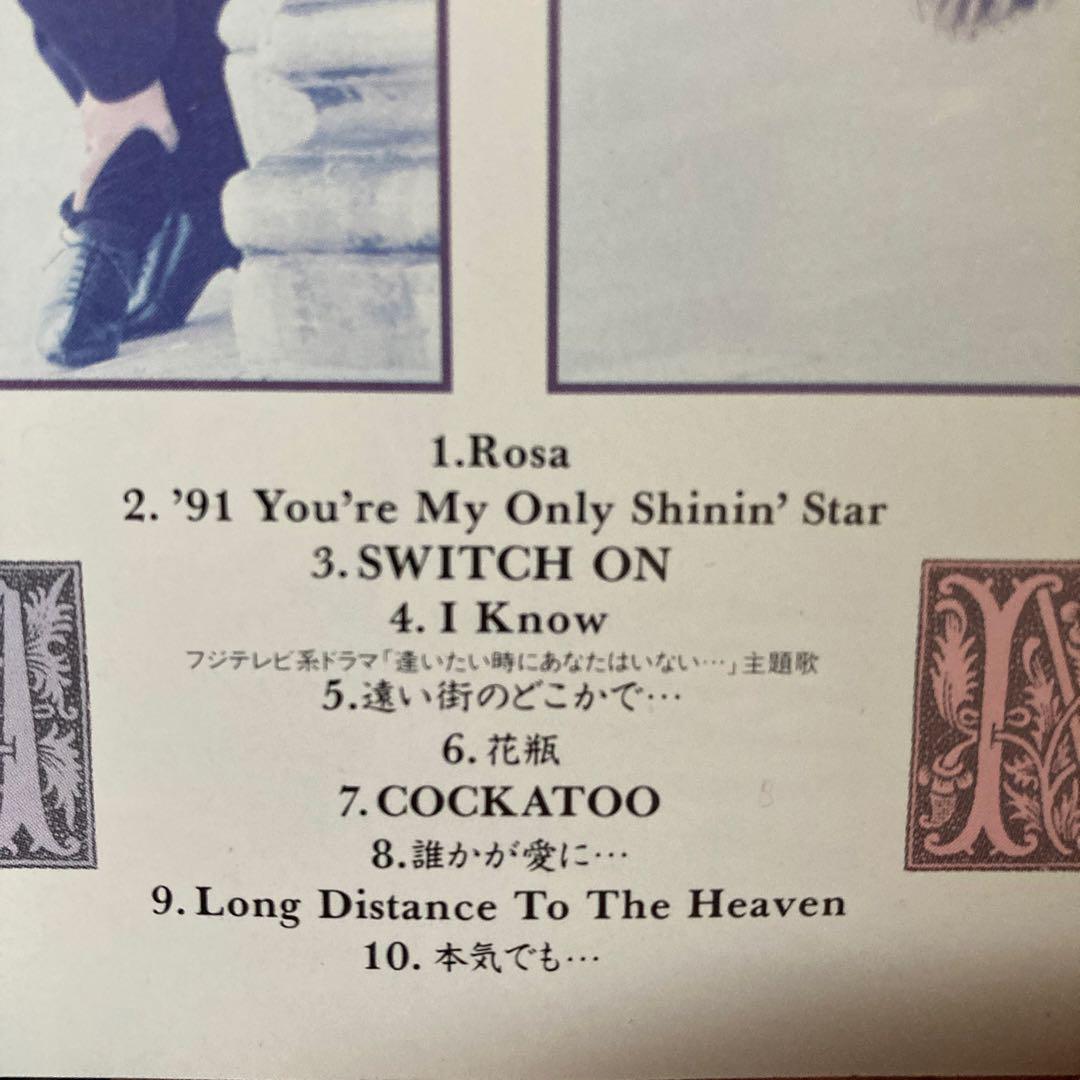 1.Rosa
2. ’91 You’re My Only Shinin’ Star
3.SWITCH ON
4. I Know
フジテレビ系ドラマ「逢いたい時にあなたはいない…」主題歌
5.遠い街のどこかで…
6. 花瓶
7.COCKATOO
8.誰かが愛に…
9. Long Distance To The Heaven
10. 本気でも…
A
N